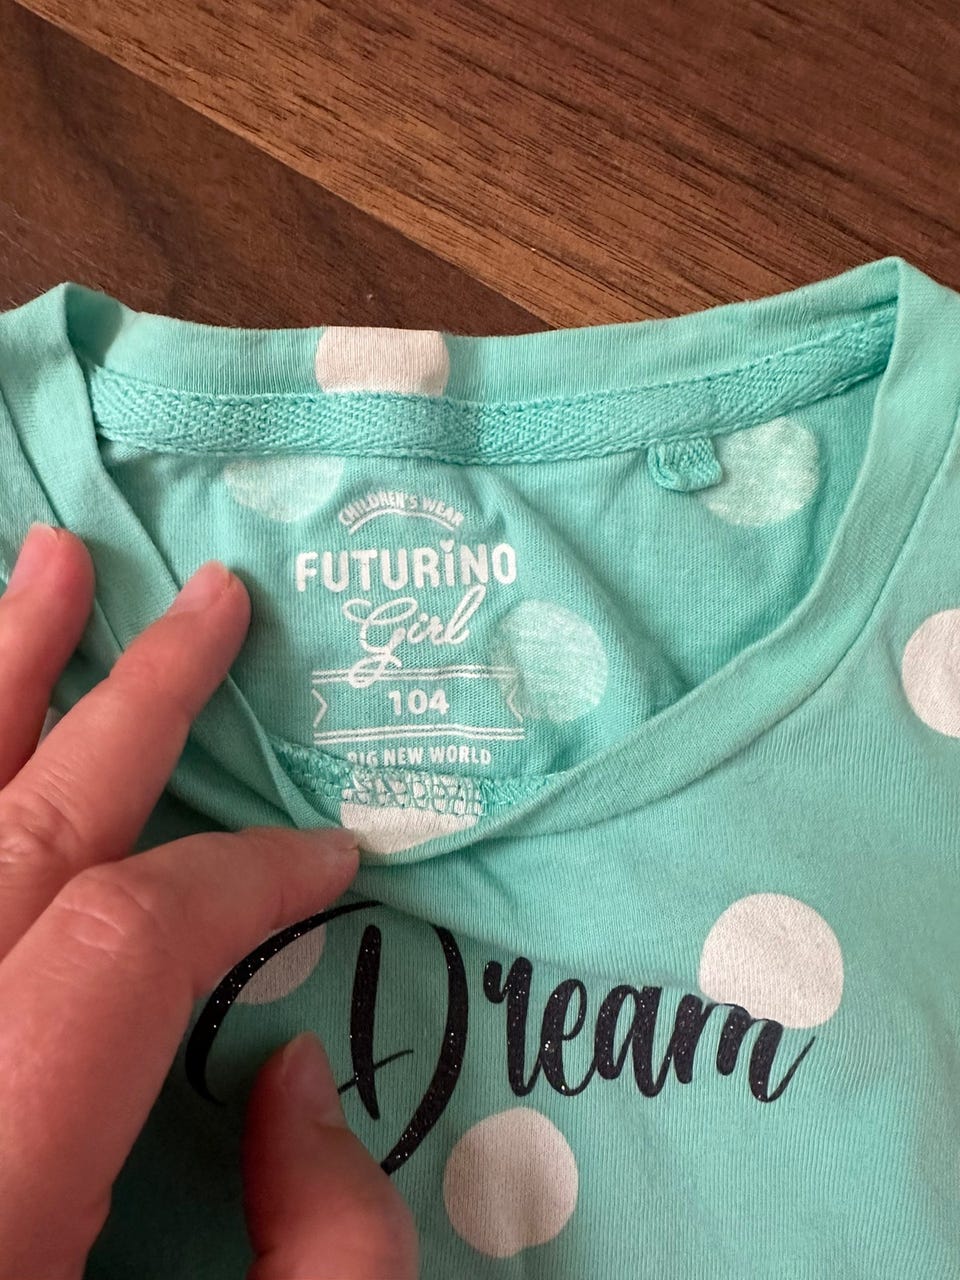 CHILDREN'S WEAR
FUTURINO
Girl
104
BIG NEW WORLD
Dream